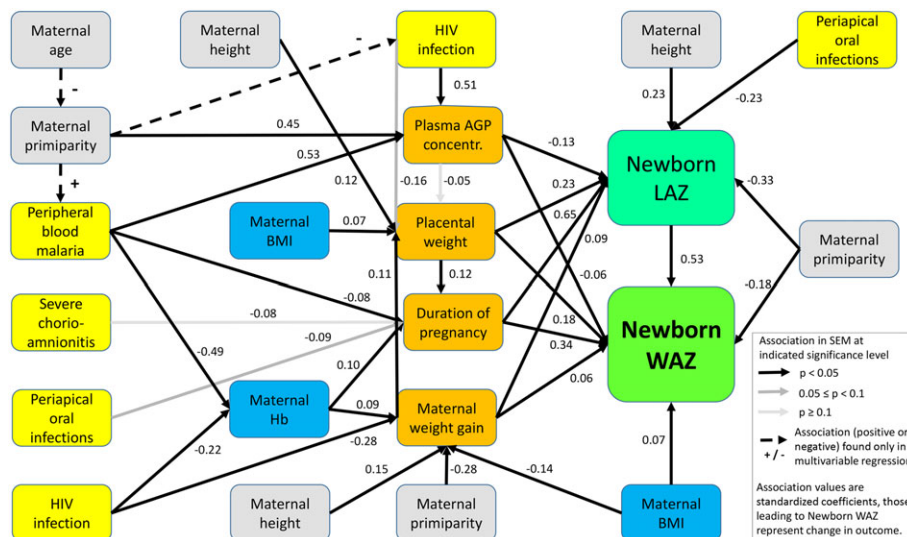 Maternal
age
Maternal
height
HIV
infection
Maternal
height
Periapical
oral
infections
-
-
0.51
0.23
-0.23
Maternal
primiparity
0.45
Plasma AGP
concentr.
-0.13
Newborn
LAZ
+
0.53
0.12
-0.16
-0.05
0.23
0.65
-0.33
Peripheral
blood
malaria
Maternal
BMI
0.07
Placental
weight
0.09
Maternal
primiparity
0.11
0.12
-0.06
0.53
-0.18
Severe
chorio-
amnionitis
-0.08
-0.08
Duration of
pregnancy
0.18
0.34
Newborn
WAZ
-0.09
-0.49
0.10
0.06
Periapical
oral
infections
Maternal
Hb
0.09
Maternal
weight gain
0.07
-0.22
-0.28
HIV
infection
0.15
-0.28
-0.14
Maternal
height
Maternal
primiparity
Maternal
BMI
Association in SEM at
indicated significance level
p < 0.05
0.05 ≤ p < 0.1
p ≥ 0.1
Association (positive or
negative) found only in
multivariable regression
+ / -
Association values are
standardized coefficients, those
leading to Newborn WAZ
represent change in outcome.